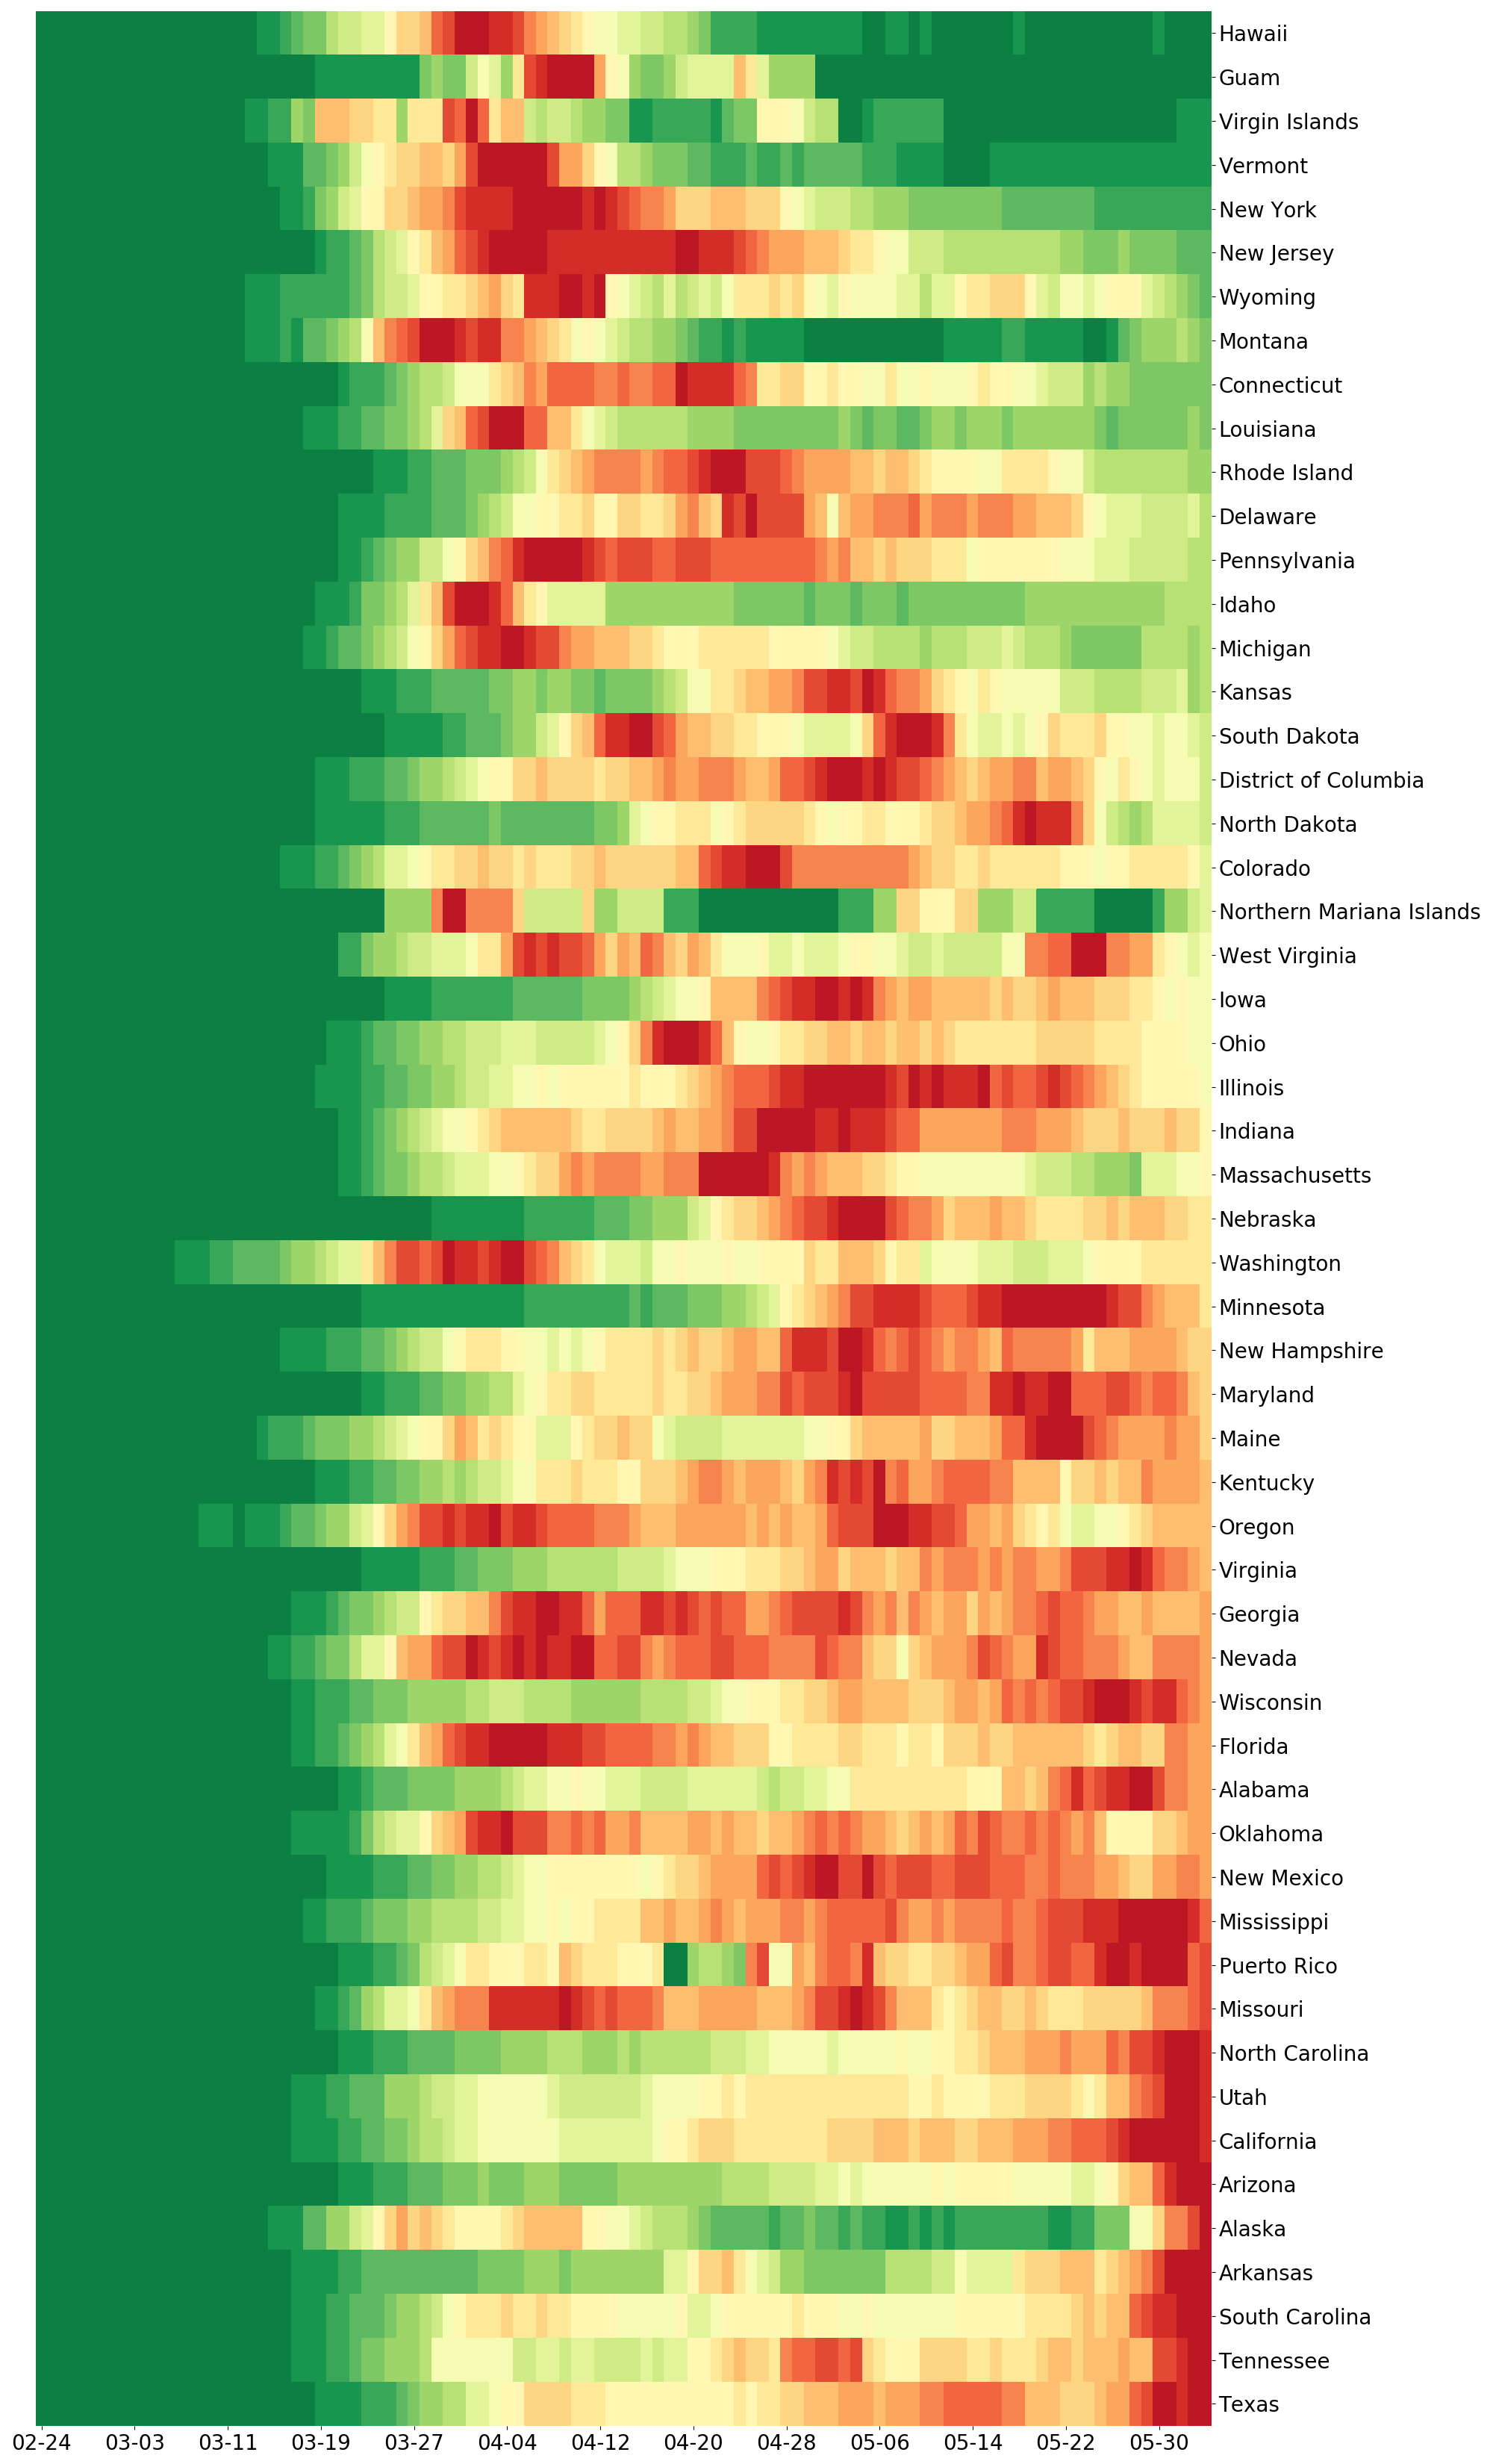 Hawaii
Guam
Virgin Islands
Vermont
New York
New Jersey
Wyoming
Montana
Connecticut
Louisiana
Rhode Island
Delaware
Pennsylvania
Idaho
Michigan
Kansas
South Dakota
District of Columbia
North Dakota
Colorado
Northern Mariana Islands
West Virginia
Iowa
Ohio
Illinois
Indiana
Massachusetts
Nebraska
Washington
Minnesota
New Hampshire
Maryland
Maine
Kentucky
Oregon
Virginia
Georgia
Nevada
Wisconsin
Florida
Alabama
Oklahoma
New Mexico
Mississippi
Puerto Rico
Missouri
North Carolina
Utah
California
Arizona
Alaska
Arkansas
South Carolina
Tennessee
Texas
02-24 03-03 03-11 03-19 03-27 04-04 04-12 04-20 04-28 05-06 05-14 05-22 05-30